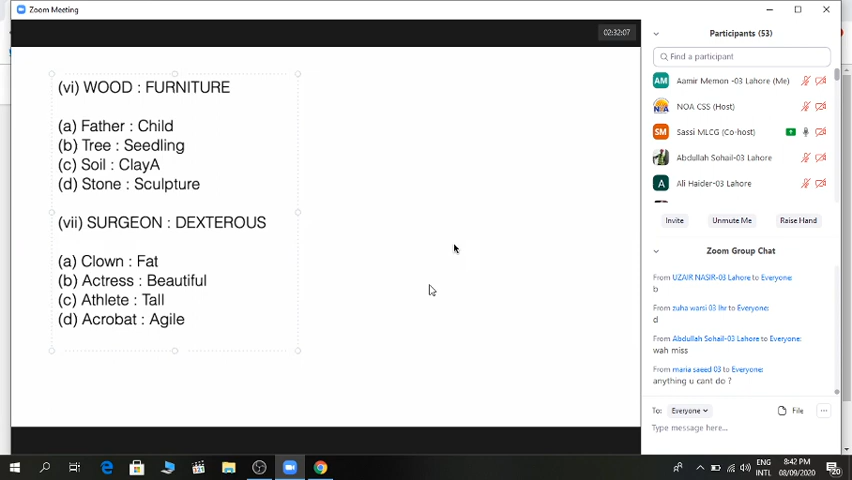 Zoom Meeting
02:32:07
(vi) WOOD : FURNITURE
(a) Father : Child
(b) Tree : Seedling
(c) Soil : ClayA
(d) Stone : Sculpture
(vii) SURGEON : DEXTEROUS
(a) Clown : Fat
(b) Actress : Beautiful
(c) Athlete : Tall
(d) Acrobat : Agile
Participants (53)
Find a participant
AM Aamir Memon -03 Lahore (Me)
NOA CSS (Host)
SM Sassi MLCG (Co-host)
Abdullah Sohail-03 Lahore
A Ali Haider-03 Lahore
Invite Unmute Me Raise Hand
Zoom Group Chat
From UZAIR NASIR-03 Lahore to Everyone:
b
From zuha warsi 03 lhr to Everyone:
d
From Abdullah Sohail-03 Lahore to Everyone:
wah miss
From maria saeed 03 to Everyone:
anything u cant do ?
To: Everyone File ...
Type message here...
ENG 8:42 PM
INTL 08/09/2020
20